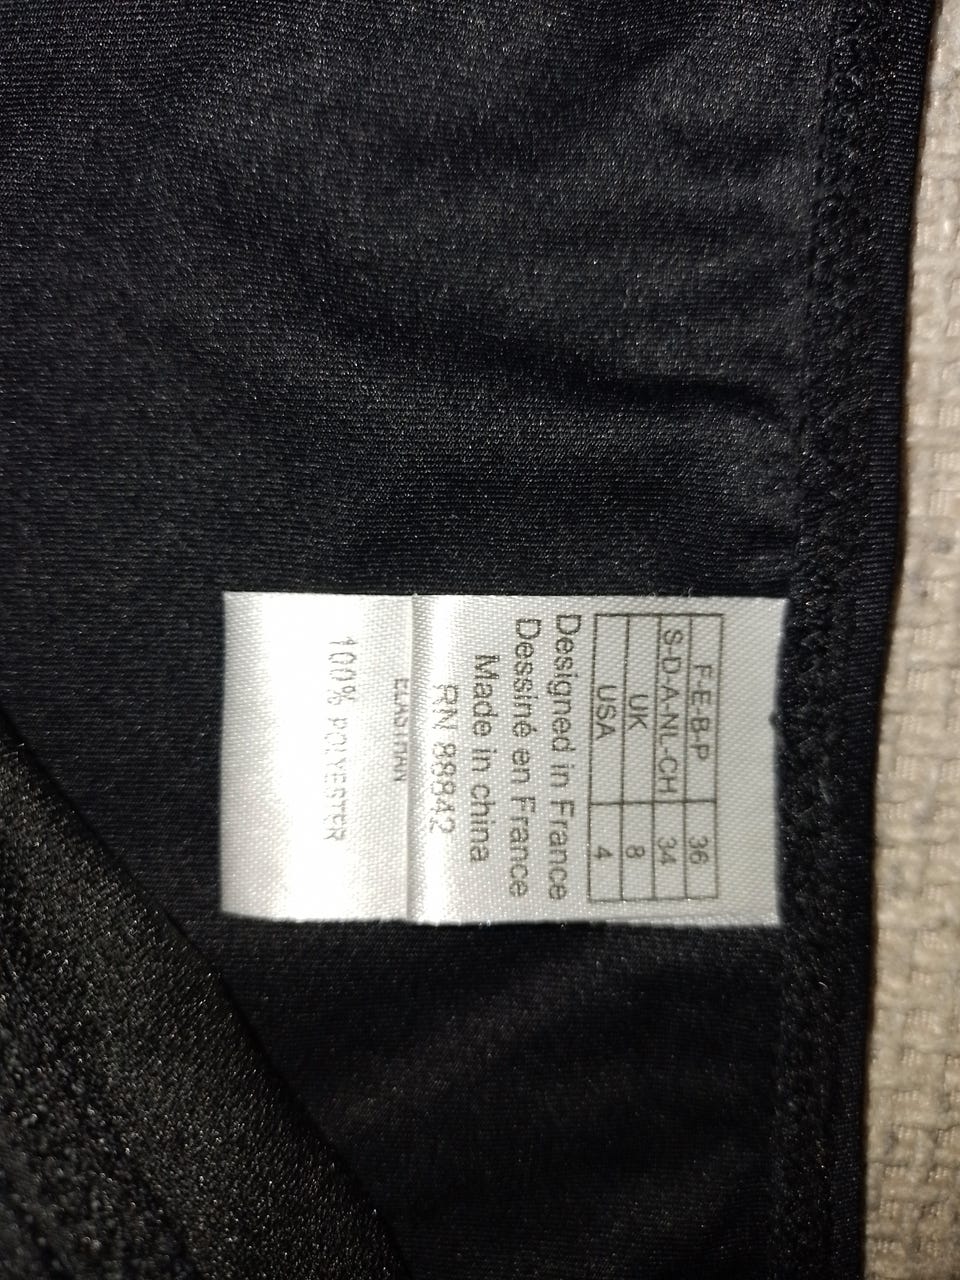 F-E-B-P 36
S-D-A-NL-CH 34
UK 8
USA 4
Designed in France
Dessiné en France
Made in china
RN 88842
ELASTAN
100% POLYESTER